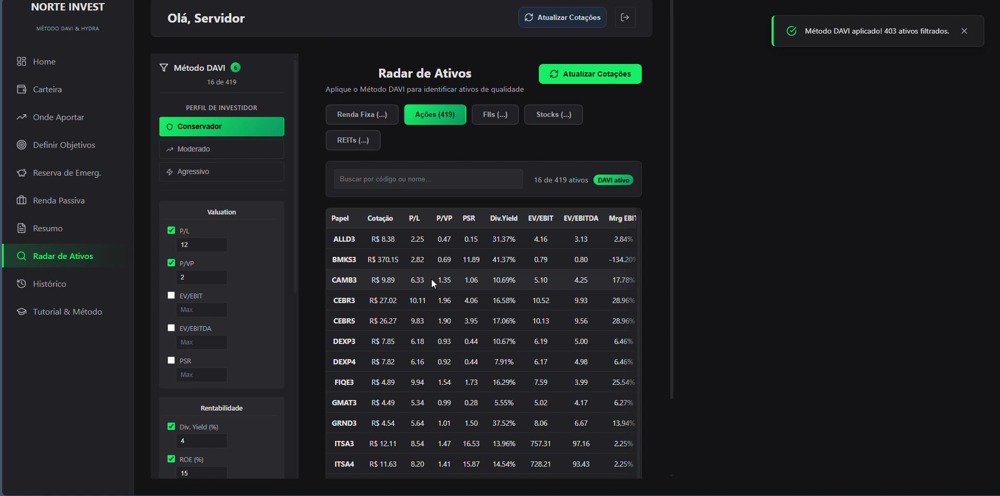 NORTE INVEST
MÉTODO DAVI & HYDRA
Home
Carteira
Onde Aportar
Definir Objetivos
Reserva de Emerg.
Renda Passiva
Resumo
Radar de Ativos
Histórico
Tutorial & Método
Olá, Servidor
Atualizar Cotações
Método DAVI aplicado! 403 ativos filtrados.
Método DAVI 6
16 de 419
PERFIL DE INVESTIDOR
Conservador
Moderado
Agressivo
Valuation
P/L
12
P/VP
2
EV/EBIT
Max
EV/EBITDA
Max
PSR
Max
Rentabilidade
Div. Yield (%)
4
ROE (%)
15
Radar de Ativos
Atualizar Cotações
Aplique o Método DAVI para identificar ativos de qualidade
Renda Fixa (...) Ações (419) FIIs (...) Stocks (...)
REITs (...)
Buscar por código ou nome... 16 de 419 ativos DAVI ativo
Papel Cotação P/L P/VP PSR Div.Yield EV/EBIT EV/EBITDA Mrg EBIT
ALLD3 R$ 8.38 2.25 0.47 0.15 31.37% 4.16 3.13 2.84%
BMKS3 R$ 370.15 2.82 0.69 11.89 41.37% 0.79 0.80 -134.20%
CAMB3 R$ 9.89 6.33 1.35 1.06 10.69% 5.10 4.25 17.78%
CEBR3 R$ 27.02 10.11 1.96 4.06 16.58% 10.52 9.93 28.96%
CEBR5 R$ 26.27 9.83 1.90 3.95 17.06% 10.13 9.56 28.96%
DEXP3 R$ 7.85 6.18 0.93 0.44 10.67% 6.19 5.00 6.46%
DEXP4 R$ 7.82 6.16 0.92 0.44 7.91% 6.17 4.98 6.46%
FIQE3 R$ 4.89 9.94 1.54 1.73 16.29% 7.59 3.99 25.54%
GMAT3 R$ 4.49 5.34 0.99 0.28 5.55% 5.02 4.17 6.27%
GRND3 R$ 4.54 5.64 1.01 1.50 37.52% 8.06 6.67 13.94%
ITSA3 R$ 12.11 8.54 1.47 16.53 13.96% 757.31 97.16 2.25%
ITSA4 R$ 11.63 8.20 1.41 15.87 14.54% 728.21 93.43 2.25%